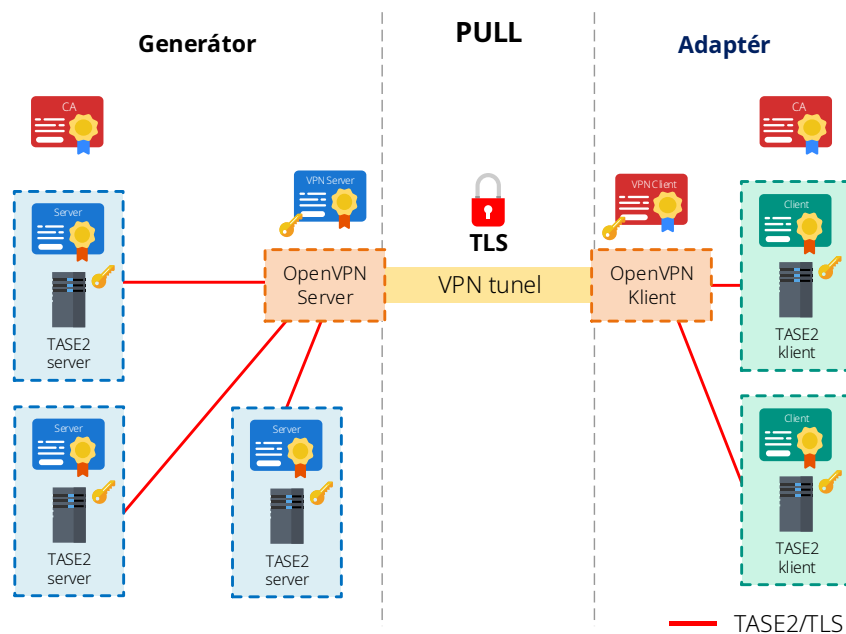 Generátor
PULL
Adaptér
CA
CA
VPN Server
VPN Client
Server
Client
TLS
OpenVPN
Server
VPN tunel
OpenVPN
Klient
TASE2
server
TASE2
klient
Server
Server
Client
TASE2
server
TASE2
server
TASE2
klient
TASE2/TLS